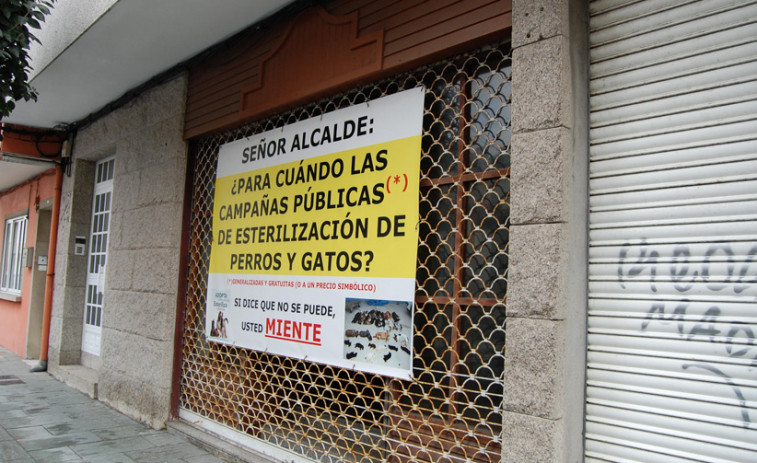 SEÑOR ALCALDE:
¿PARA CUÁNDO LAS
CAMPAÑAS PÚBLICAS(*)
DE ESTERILIZACIÓN DE
PERROS Y GATOS?
(*)GENERALIZADAS Y GRATUITAS (O A UN PRECIO SIMBÓLICO)
SI DICE QUE NO SE PUEDE,
USTED MIENTE